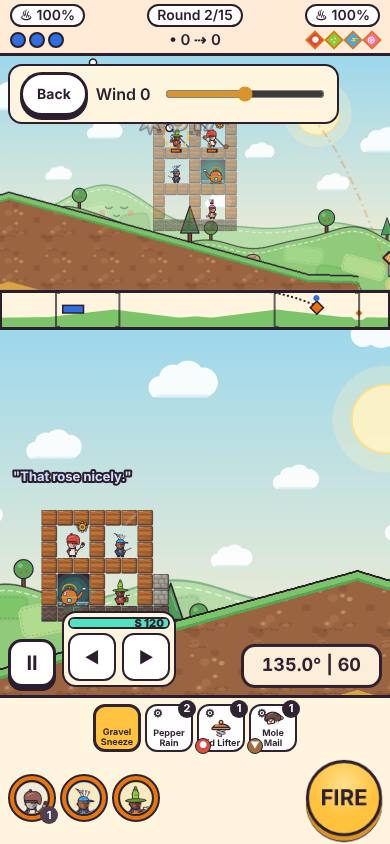 100%
Round 2/15
100%
• 0 ⇢ 0
Back
Wind 0
"That rose nicely."
S 120
135.0° | 60
Gravel
Sneeze
2
Pepper
Rain
1
d Lifter
1
Mole
Mail
1
FIRE